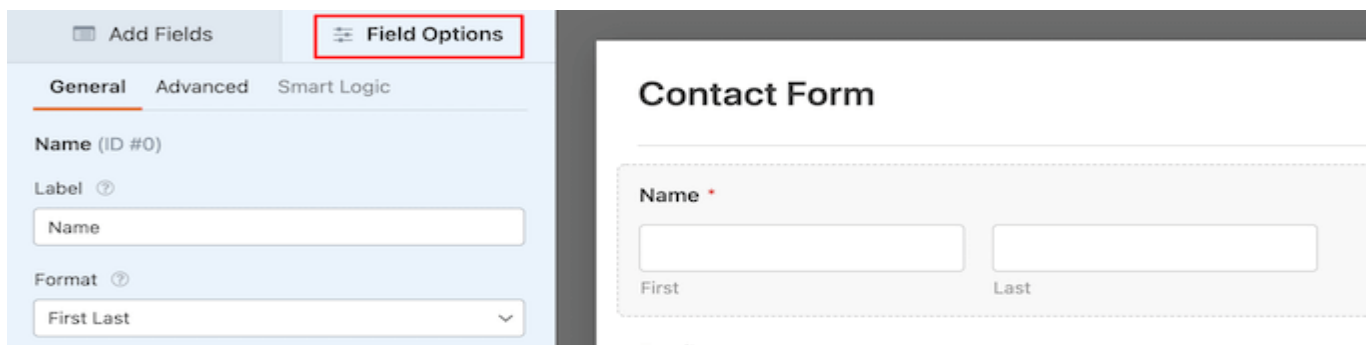 Add Fields
Field Options
General Advanced Smart Logic
Name (ID #0)
Label
Name
Format
First Last
Contact Form
Name *
First
Last